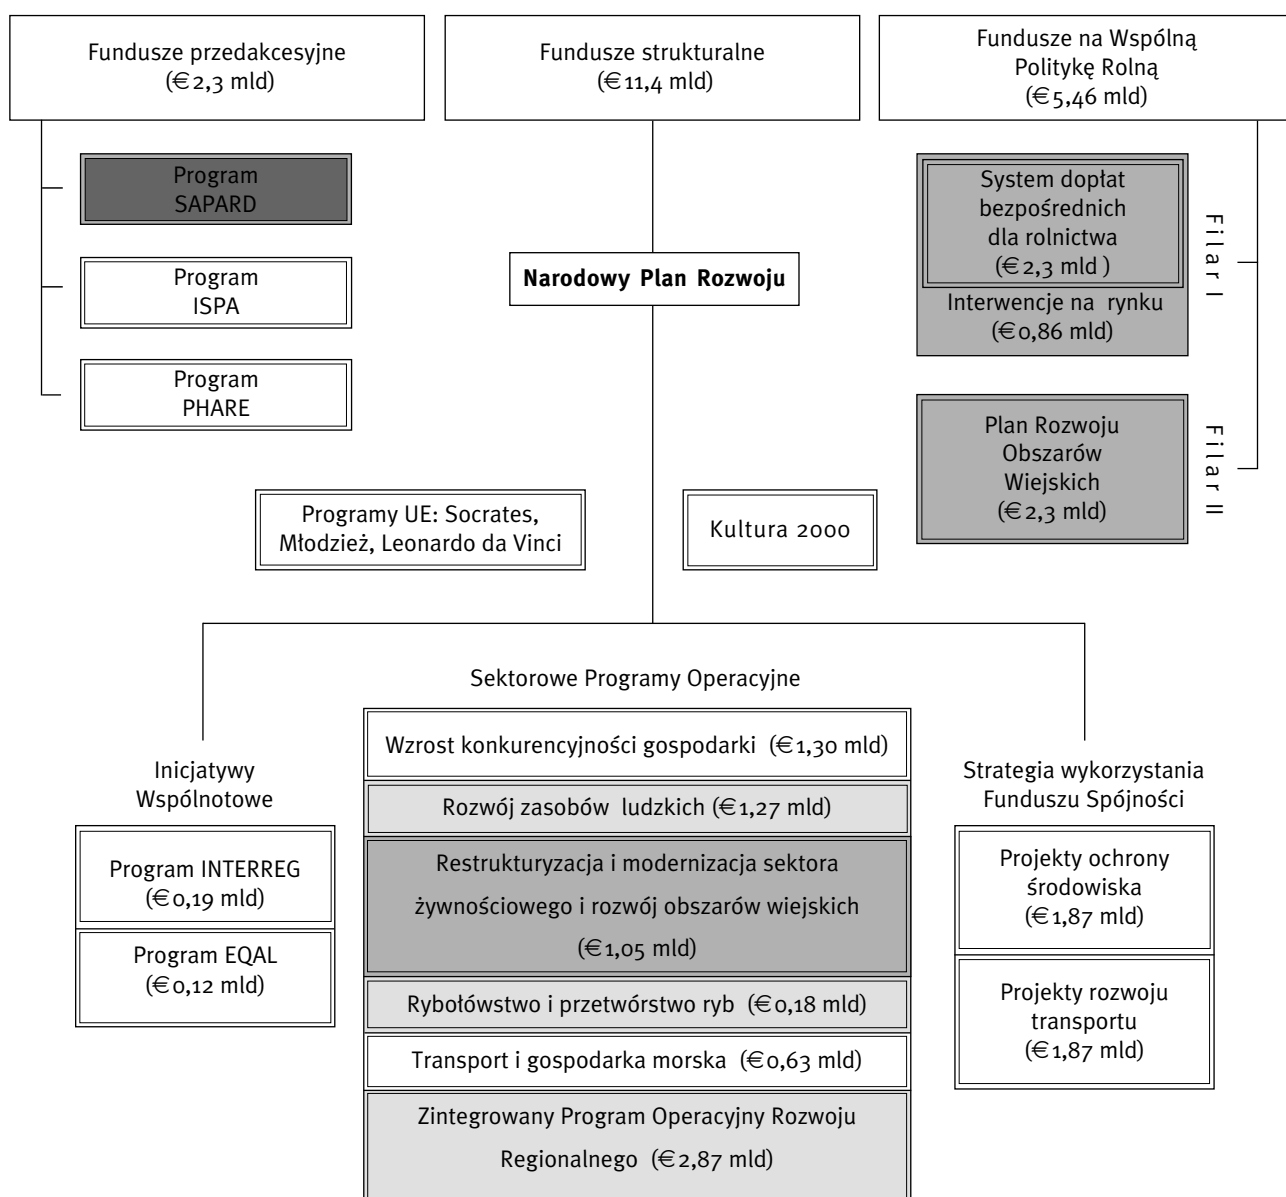 Fundusze przedakcesyjne
(€2,3 mld)
Fundusze strukturalne
(€11,4 mld)
Fundusze na Wspólną
Politykę Rolną
(€5,46 mld)
Program
SAPARD
Program
ISPA
Program
PHARE
Narodowy Plan Rozwoju
System dopłat
bezpośrednich
dla rolnictwa
(€2,3 mld )
Interwencje na rynku
(€0,86 mld)
Filar I
Plan Rozwoju
Obszarów
Wiejskich
(€2,3 mld)
Filar II
Programy UE: Socrates,
Młodzież, Leonardo da Vinci
Kultura 2000
Inicjatywy
Wspólnotowe
Program INTERREG
(€0,19 mld)
Program EQAL
(€0,12 mld)
Sektorowe Programy Operacyjne
Wzrost konkurencyjności gospodarki (€1,30 mld)
Rozwój zasobów ludzkich (€1,27 mld)
Restrukturyzacja i modernizacja sektora
żywnościowego i rozwój obszarów wiejskich
(€1,05 mld)
Rybołówstwo i przetwórstwo ryb (€0,18 mld)
Transport i gospodarka morska (€0,63 mld)
Zintegrowany Program Operacyjny Rozwoju
Regionalnego (€2,87 mld)
Strategia wykorzystania
Funduszu Spójności
Projekty ochrony
środowiska
(€1,87 mld)
Projekty rozwoju
transportu
(€1,87 mld)